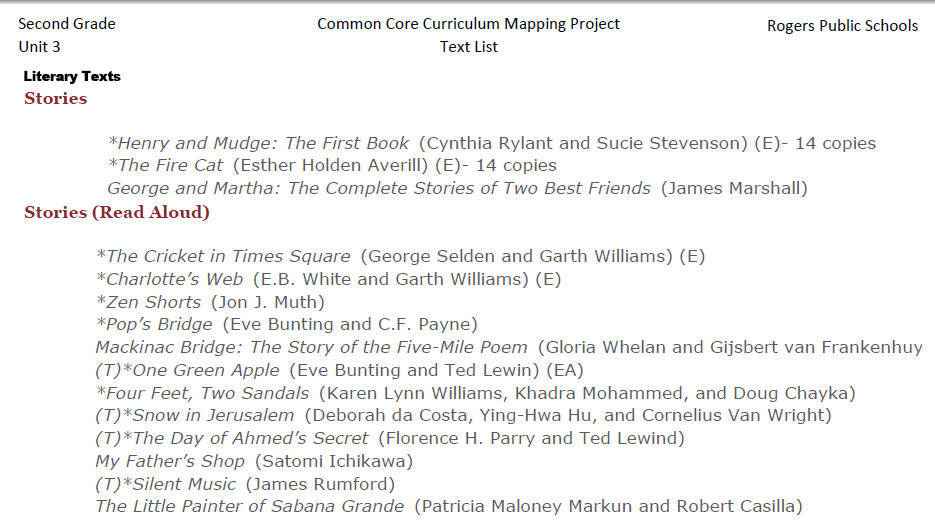 Second Grade Common Core Curriculum Mapping Project Rogers Public Schools
Unit 3 Text List
Literary Texts
Stories
*Henry and Mudge: The First Book (Cynthia Rylant and Sucie Stevenson) (E)- 14 copies
*The Fire Cat (Esther Holden Averill) (E)- 14 copies
George and Martha: The Complete Stories of Two Best Friends (James Marshall)
Stories (Read Aloud)
*The Cricket in Times Square (George Selden and Garth Williams) (E)
*Charlotte’s Web (E.B. White and Garth Williams) (E)
*Zen Shorts (Jon J. Muth)
*Pop’s Bridge (Eve Bunting and C.F. Payne)
Mackinac Bridge: The Story of the Five-Mile Poem (Gloria Whelan and Gijsbert van Frankenhuy
(T)*One Green Apple (Eve Bunting and Ted Lewin) (EA)
*Four Feet, Two Sandals (Karen Lynn Williams, Khadra Mohammed, and Doug Chayka)
(T)*Snow in Jerusalem (Deborah da Costa, Ying-Hwa Hu, and Cornelius Van Wright)
(T)*The Day of Ahmed’s Secret (Florence H. Parry and Ted Lewind)
My Father’s Shop (Satomi Ichikawa)
(T)*Silent Music (James Rumford)
The Little Painter of Sabana Grande (Patricia Maloney Markun and Robert Casilla)